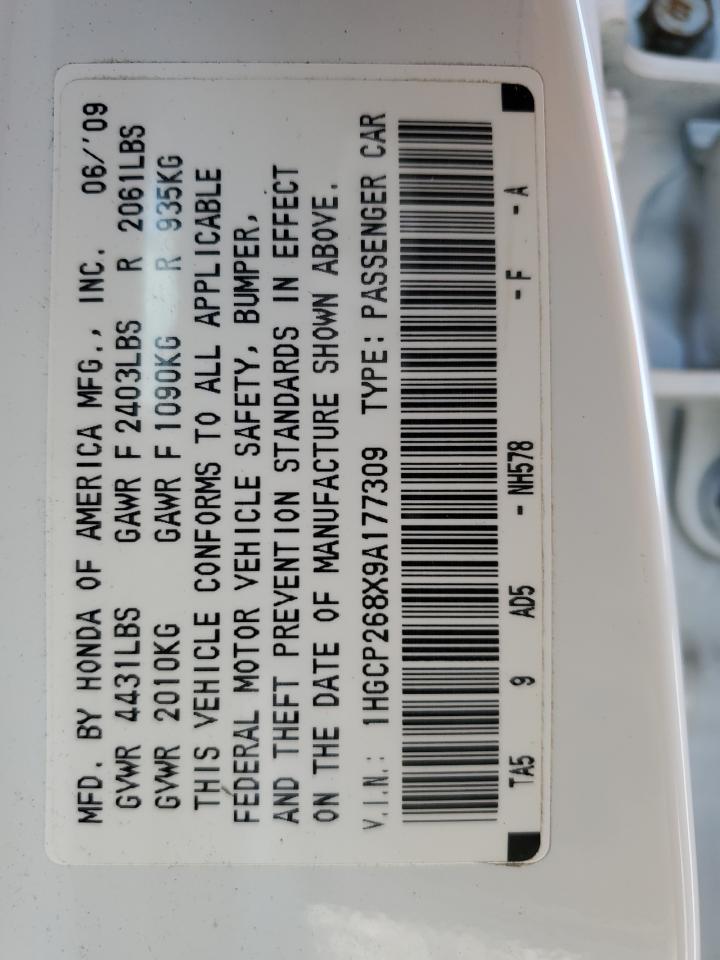 MFD. BY HONDA OF AMERICA MFG., INC. 06/'09
GVWR 4431LBS GAWR F 2403LBS R 2061LBS
GVWR 2010KG GAWR F 1090KG R 935KG
THIS VEHICLE CONFORMS TO ALL APPLICABLE
FEDERAL MOTOR VEHICLE SAFETY, BUMPER,
AND THEFT PREVENTION STANDARDS IN EFFECT
ON THE DATE OF MANUFACTURE SHOWN ABOVE.
V.I.N.: 1HGCP268X9A177309 TYPE: PASSENGER CAR
TA5 9 AD5 - NH578 - F - A